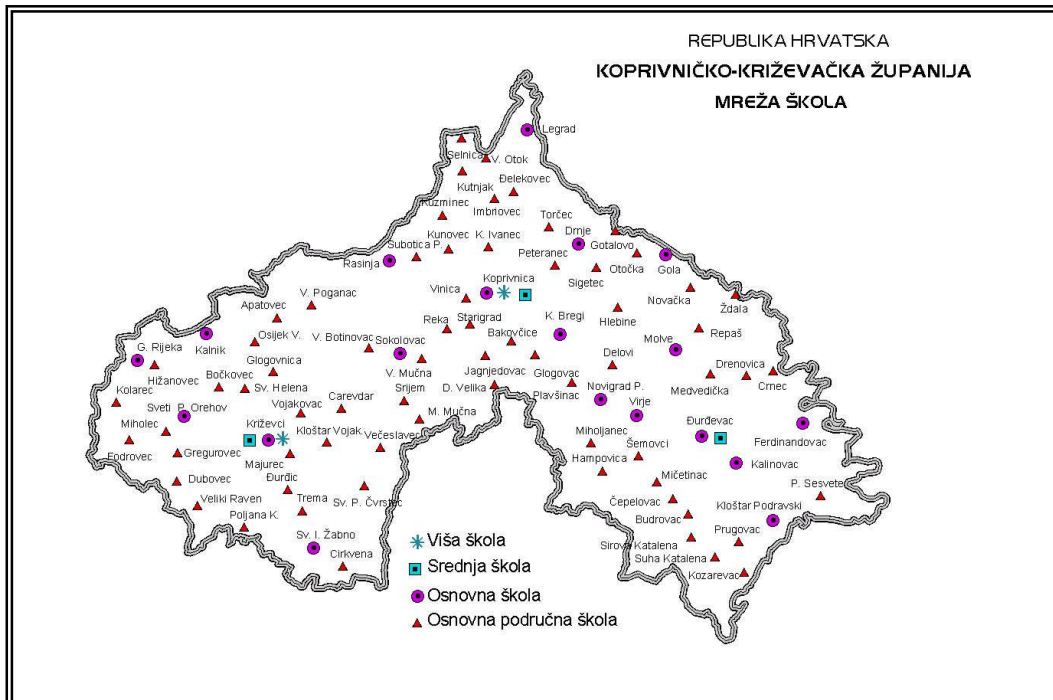 REPUBLIKA HRVATSKA
KOPRIVNIČKO-KRIŽEVAČKA ŽUPANIJA
MREŽA ŠKOLA
Legrad
Selnica
V. Otok
Kutnjak
Đelekovec
Imbriovec
Kuzminec
Torčec
Drnje
Kunovec
K. Ivanec
Subotica P.
Gotalovo
Rasinja
Peteranec
Otočka
Gola
Sigetec
Koprivnica
Vinica
Novačka
V. Poganac
Ždala
Apatovec
Hlebine
K. Bregi
Reka
Starigrad
Repaš
Osijek V.
V. Botinovac
Sokolovac
Bakovčice
Molve
G. Rijeka
Kalnik
Glogovnica
Delovi
Drenovica
Hižanovec
Bočkovec
V. Mučna
Jagnjedovec
Glogovac
Medvedička
Crnec
Kolarec
Sv. Helena
Srijem
D. Velika
Plavšinac
Novigrad P.
Carevdar
Sveti P. Orehov
Vojakovac
Virje
M. Mučna
Miholec
Križevci
Kloštar Vojak.
Đurđevac
Večeslavec
Miholjanec
Šemovci
Ferdinandovac
Fodrovec
Gregurovec
Majurec
Hampovica
Kalinovac
Đurđic
Mičetinac
Dubovec
P. Sesvete
Veliki Raven
Trema
Sv. P. Čvrstec
Čepelovac
Kloštar Podravski
Poljana K.
Budrovac
Prugovac
Sv. I. Žabno
Sirova Katalena
Cirkvena
Suha Katalena
Kozarevac
Viša škola
Srednja škola
Osnovna škola
Osnovna područna škola